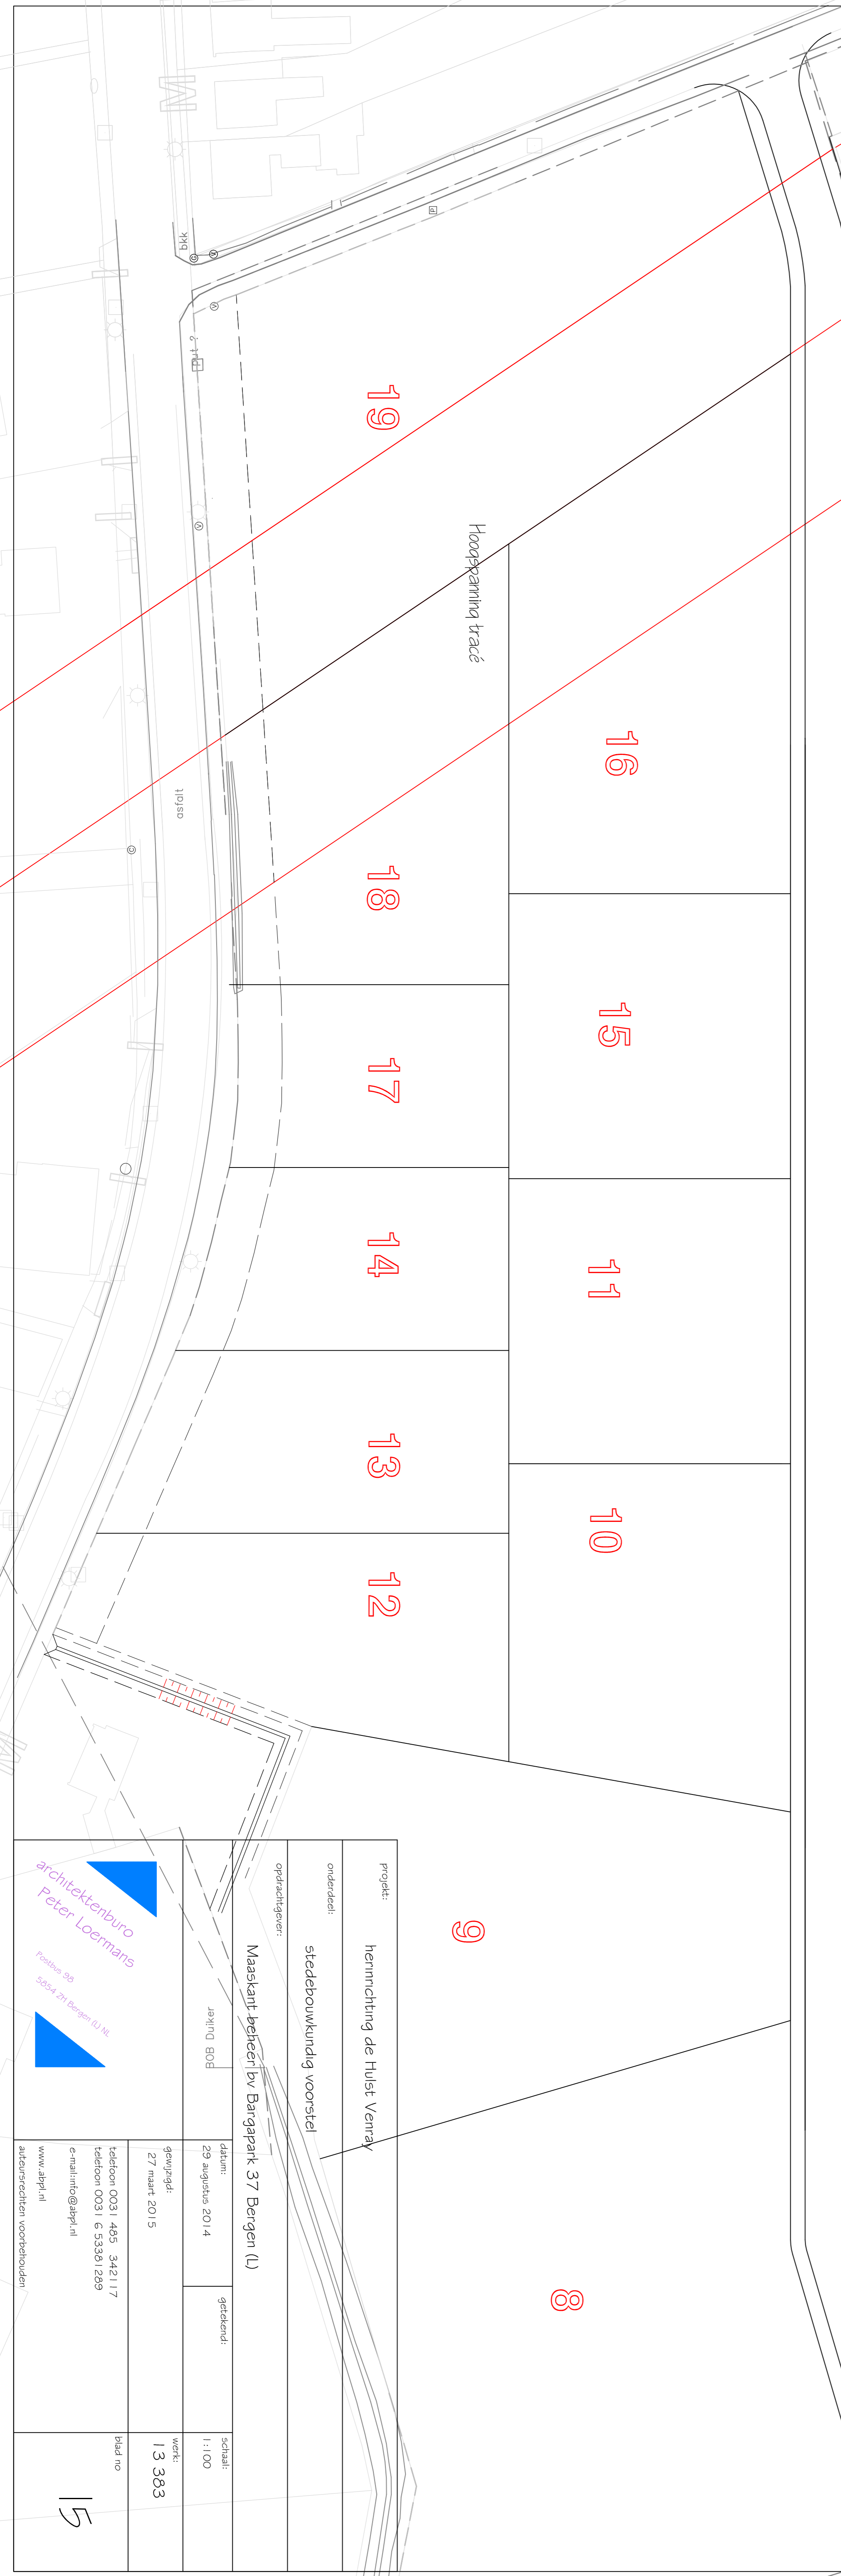 bkk
put ?
19
Hoogspanning tracé
16
asfalt
18
15
17
14
11
13
10
12
9
8
BOB Duiker
projekt:
herinrichting de Hulst Venray
onderdeel:
stedebouwkundig voorstel
opdrachtgever:
Maaskant beheer bv Bargapark 37 Bergen (L)
datum:
29 augustus 2014
getekend:
schaal:
1:100
gewijzigd:
27 maart 2015
werk:
13 383
architektenburo
Peter Loermans
Postbus 98
5854 ZH Bergen (L) NL
telefoon 0031 485 342117
telefoon 0031 6 53381289
e-mail:info@abpl.nl
www.abpl.nl
auteursrechten voorbehouden
blad no
15